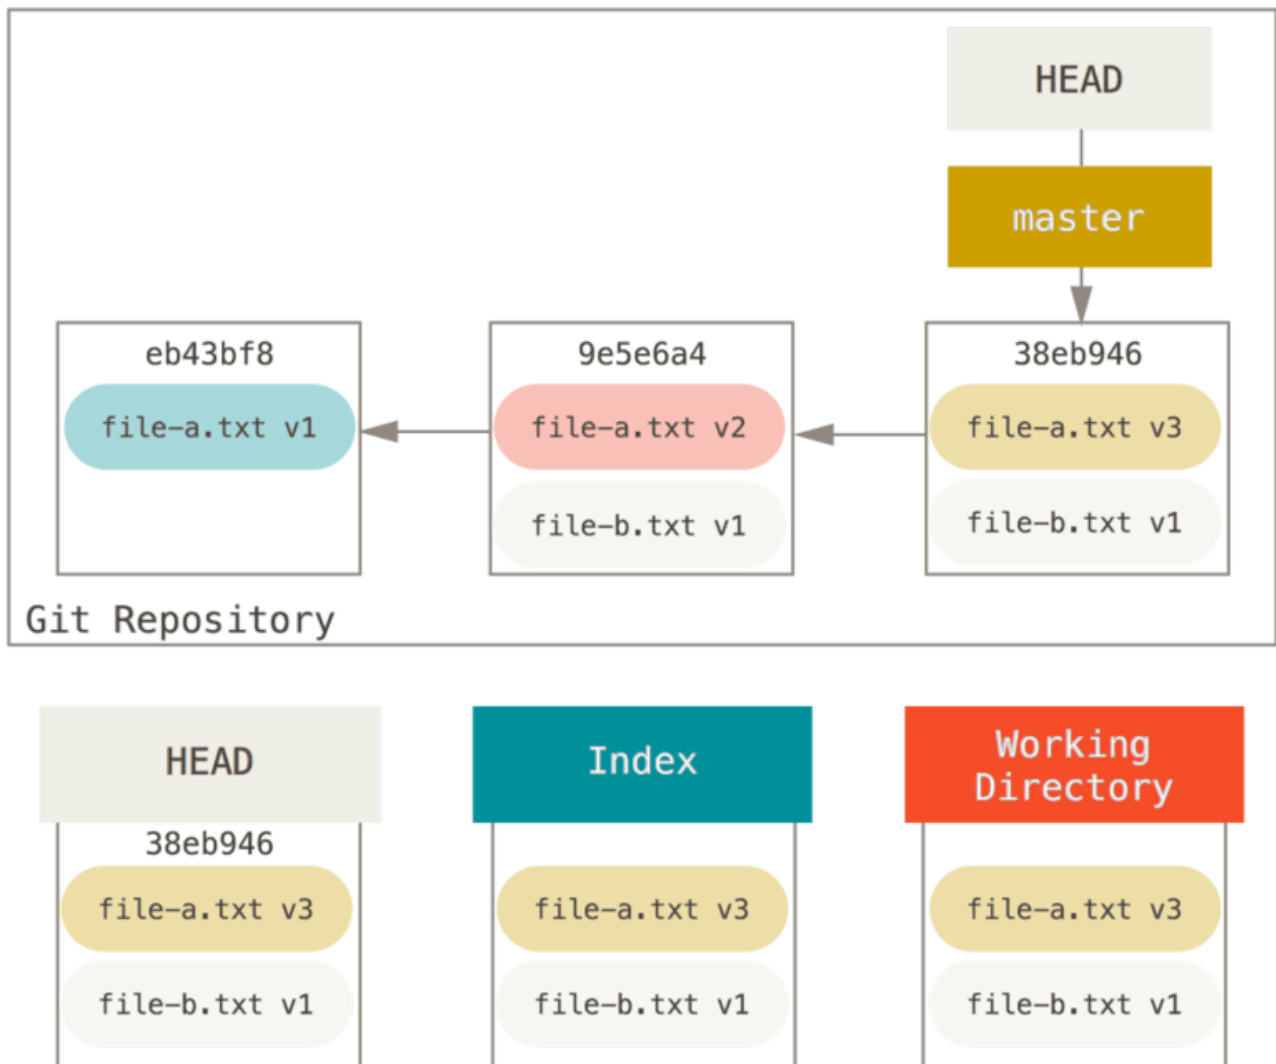 HEAD
master
eb43bf8
9e5e6a4
38eb946
file-a.txt v1
file-a.txt v2
file-a.txt v3
file-b.txt v1
file-b.txt v1
Git Repository
HEAD
Index
Working
Directory
38eb946
file-a.txt v3
file-a.txt v3
file-a.txt v3
file-b.txt v1
file-b.txt v1
file-b.txt v1